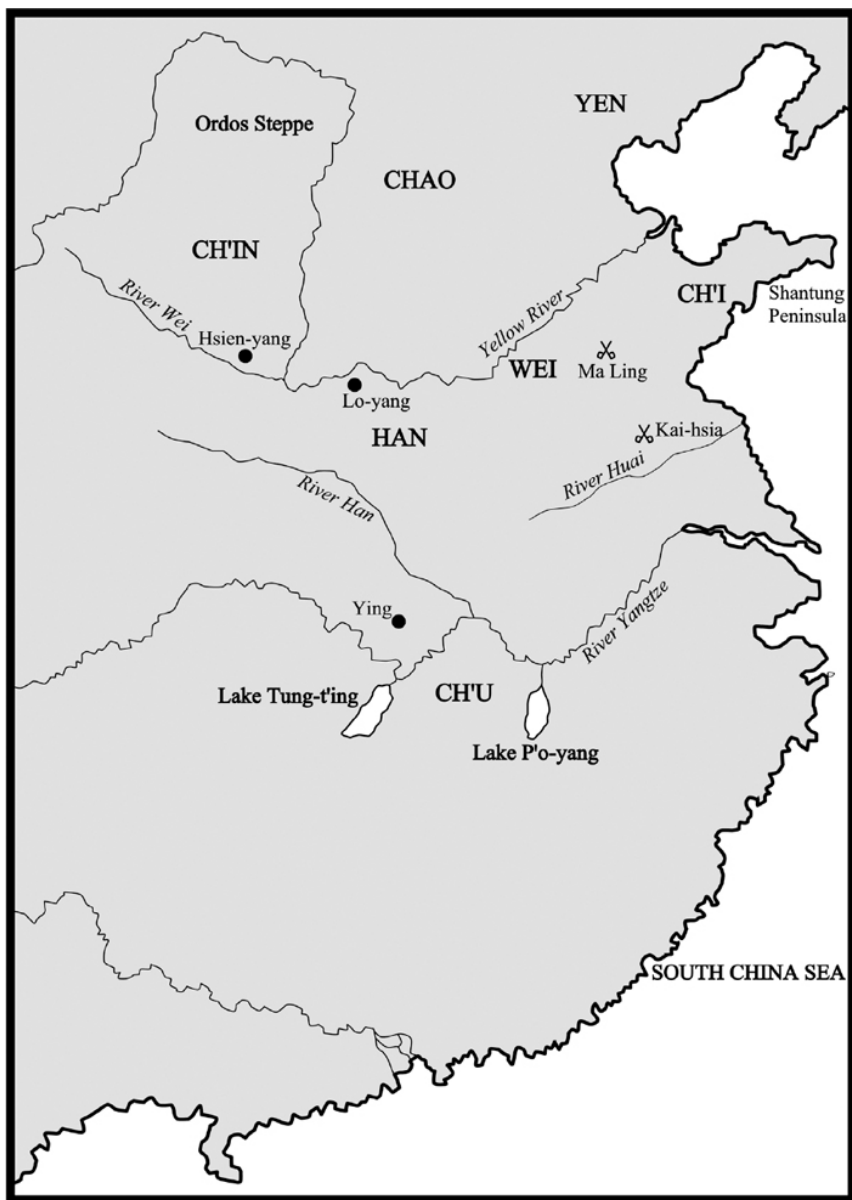 YEN
Ordos Steppe
CHAO
CH'IN
CH'I
River Wei
Shantung
Peninsula
Yellow River
Hsien-yang
WEI
Ma Ling
Lo-yang
HAN
Kai-hsia
River Huai
River Han
Ying
River Yangtze
Lake Tung-t'ing
CH'U
Lake P'o-yang
SOUTH CHINA SEA